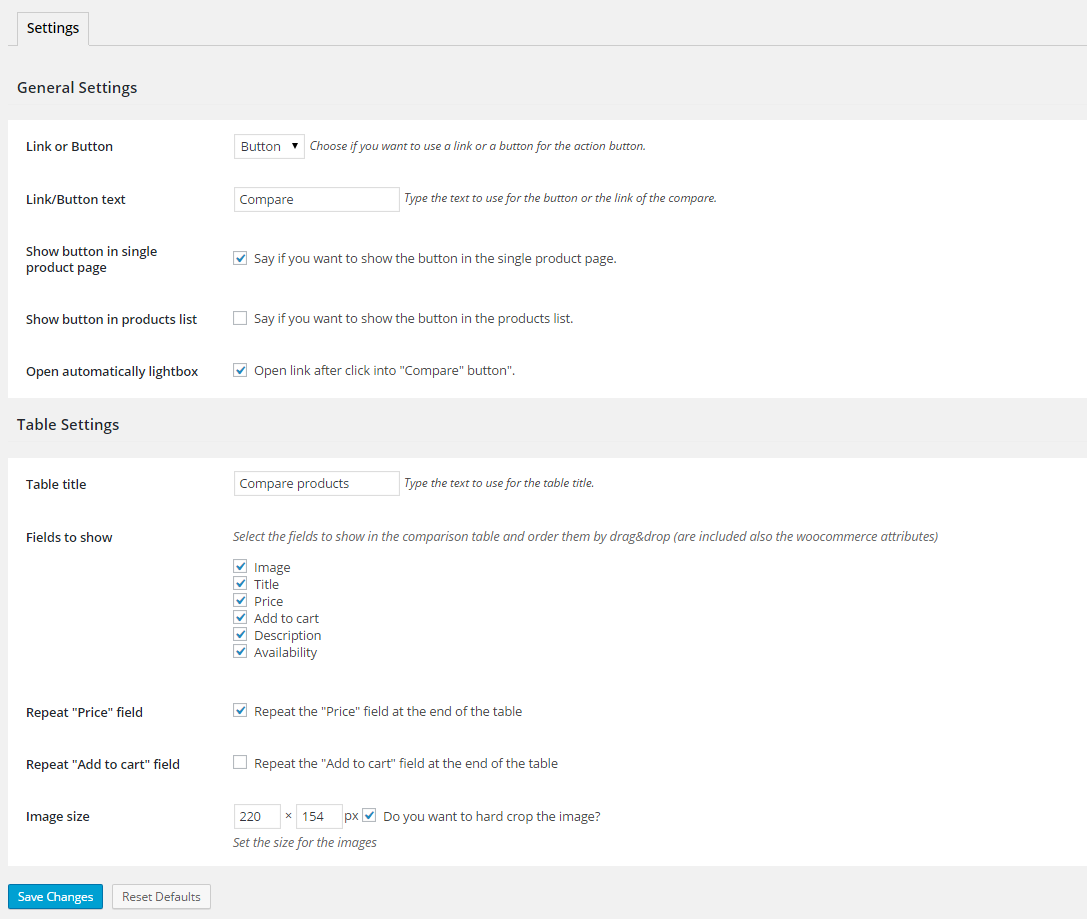 Settings
General Settings
Link or Button
Button Choose if you want to use a link or a button for the action button.
Link/Button text
Compare Type the text to use for the button or the link of the compare.
Show button in single
product page
Say if you want to show the button in the single product page.
Show button in products list
Say if you want to show the button in the products list.
Open automatically lightbox
Open link after click into "Compare" button".
Table Settings
Table title
Compare products Type the text to use for the table title.
Fields to show
Select the fields to show in the comparison table and order them by drag&drop (are included also the woocommerce attributes)
Image
Title
Price
Add to cart
Description
Availability
Repeat "Price" field
Repeat the "Price" field at the end of the table
Repeat "Add to cart" field
Repeat the "Add to cart" field at the end of the table
Image size
220 × 154 px Do you want to hard crop the image?
Set the size for the images
Save Changes Reset Defaults